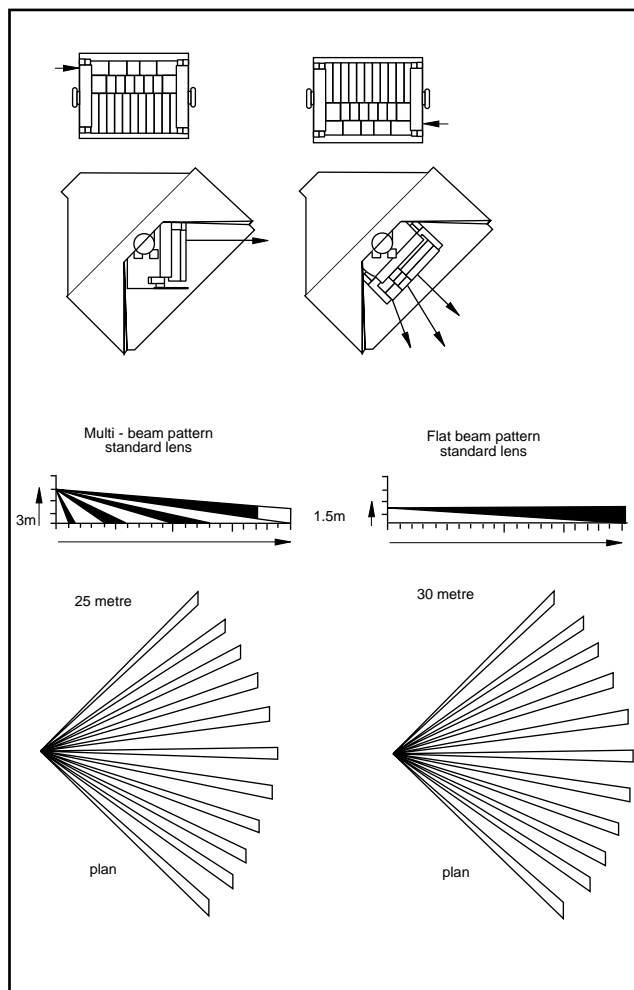 Multi - beam pattern
standard lens
Flat beam pattern
standard lens
3m
1.5m
25 metre
30 metre
plan
plan